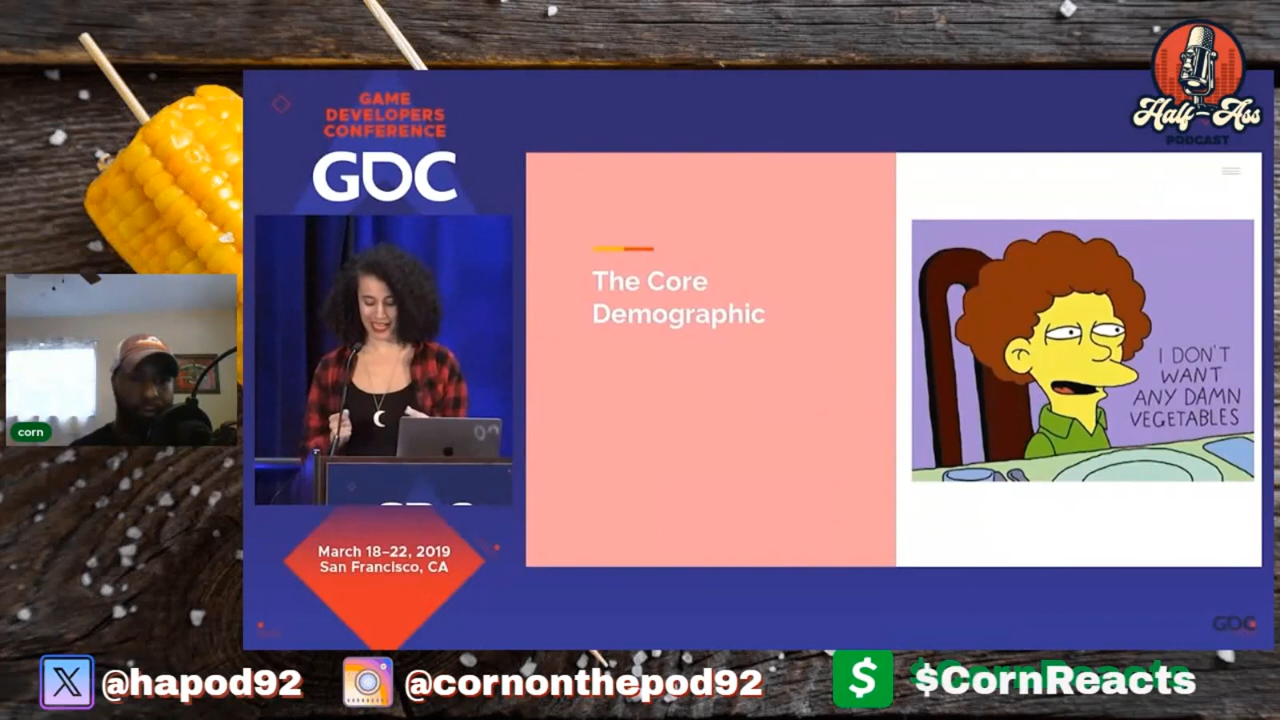 GAME
DEVELOPERS
CONFERENCE
GDC
Half-Ass
PODCAST
The Core
Demographic
I DON'T
WANT
ANY DAMN
VEGETABLES
corn
March 18–22, 2019
San Francisco, CA
GDC
@hapod92
@cornonthepod92
$CornReacts